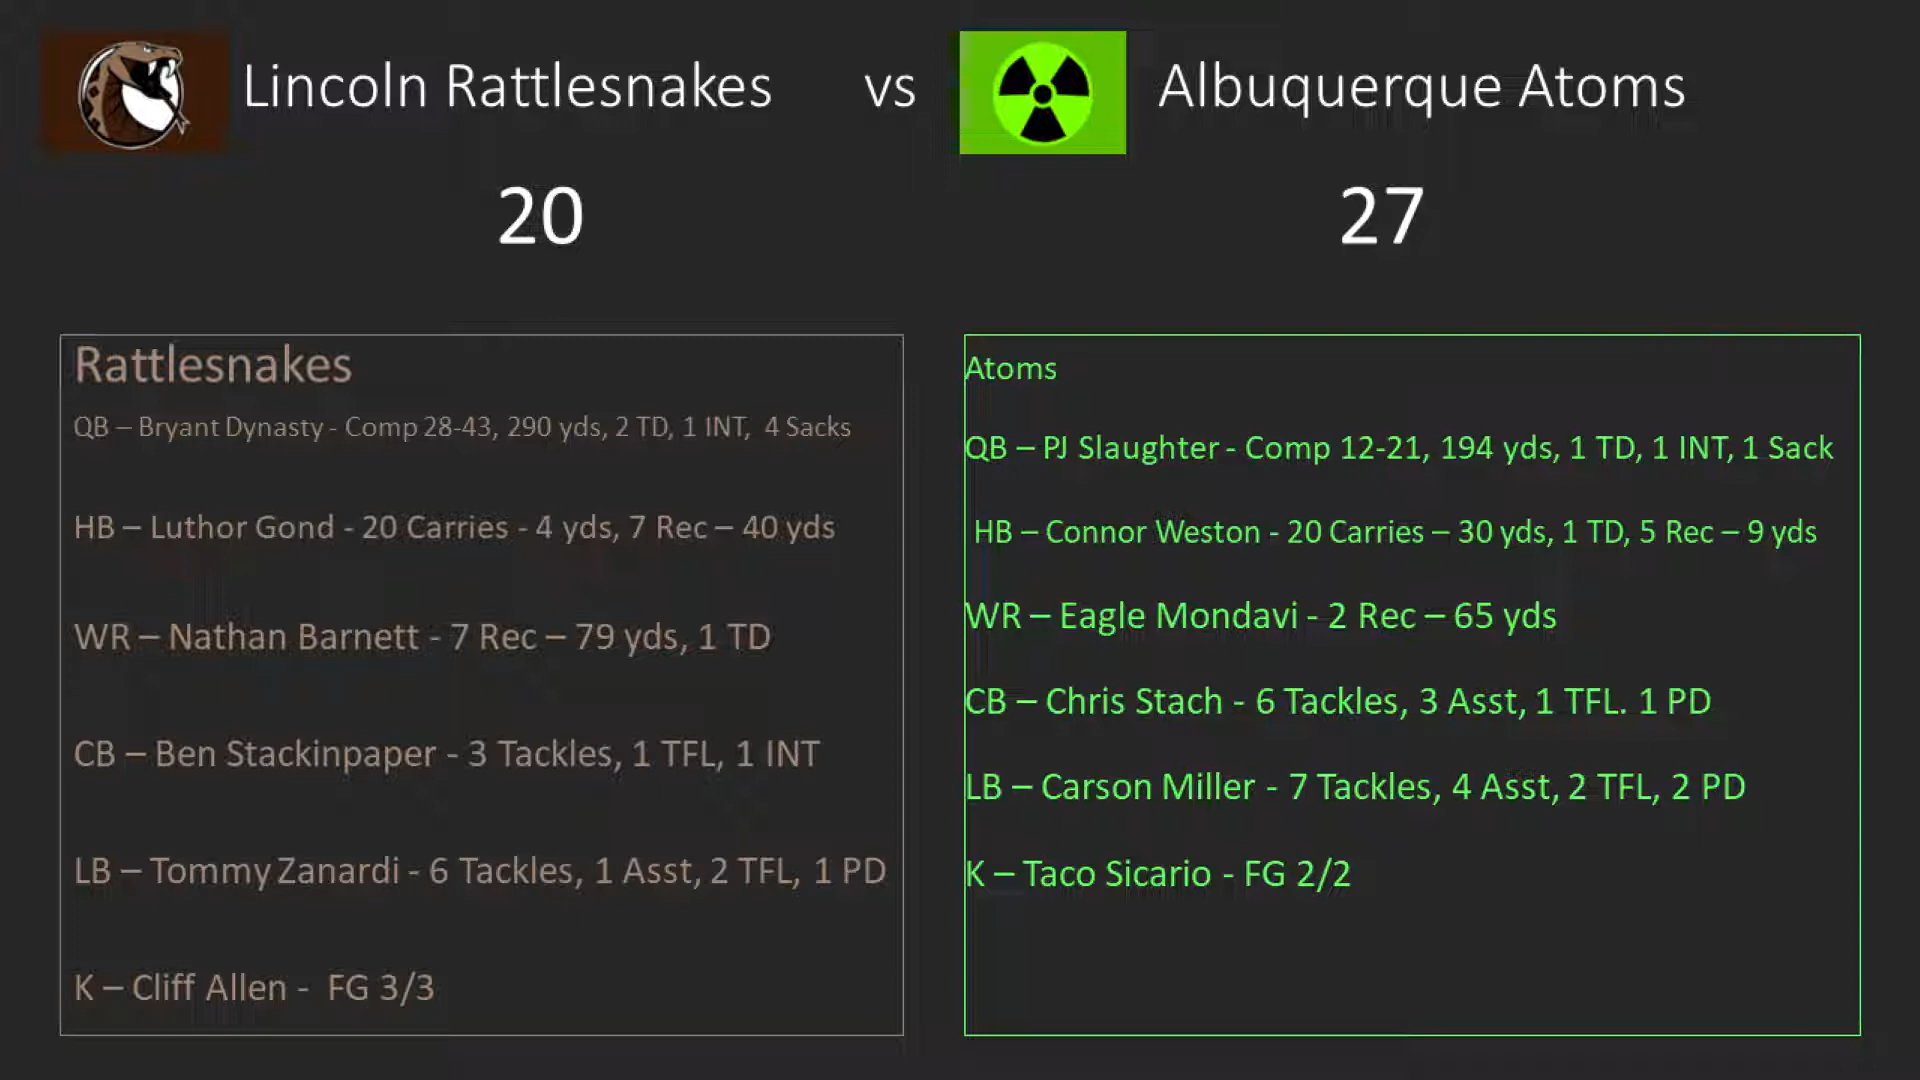 Lincoln Rattlesnakes vs Albuquerque Atoms
20 27
Rattlesnakes
QB – Bryant Dynasty - Comp 28-43, 290 yds, 2 TD, 1 INT, 4 Sacks
HB – Luthor Gond - 20 Carries - 4 yds, 7 Rec – 40 yds
WR – Nathan Barnett - 7 Rec – 79 yds, 1 TD
CB – Ben Stackinpaper - 3 Tackles, 1 TFL, 1 INT
LB – Tommy Zanardi - 6 Tackles, 1 Asst, 2 TFL, 1 PD
K – Cliff Allen - FG 3/3
Atoms
QB – PJ Slaughter - Comp 12-21, 194 yds, 1 TD, 1 INT, 1 Sack
HB – Connor Weston - 20 Carries – 30 yds, 1 TD, 5 Rec – 9 yds
WR – Eagle Mondavi - 2 Rec – 65 yds
CB – Chris Stach - 6 Tackles, 3 Asst, 1 TFL. 1 PD
LB – Carson Miller - 7 Tackles, 4 Asst, 2 TFL, 2 PD
K – Taco Sicario - FG 2/2